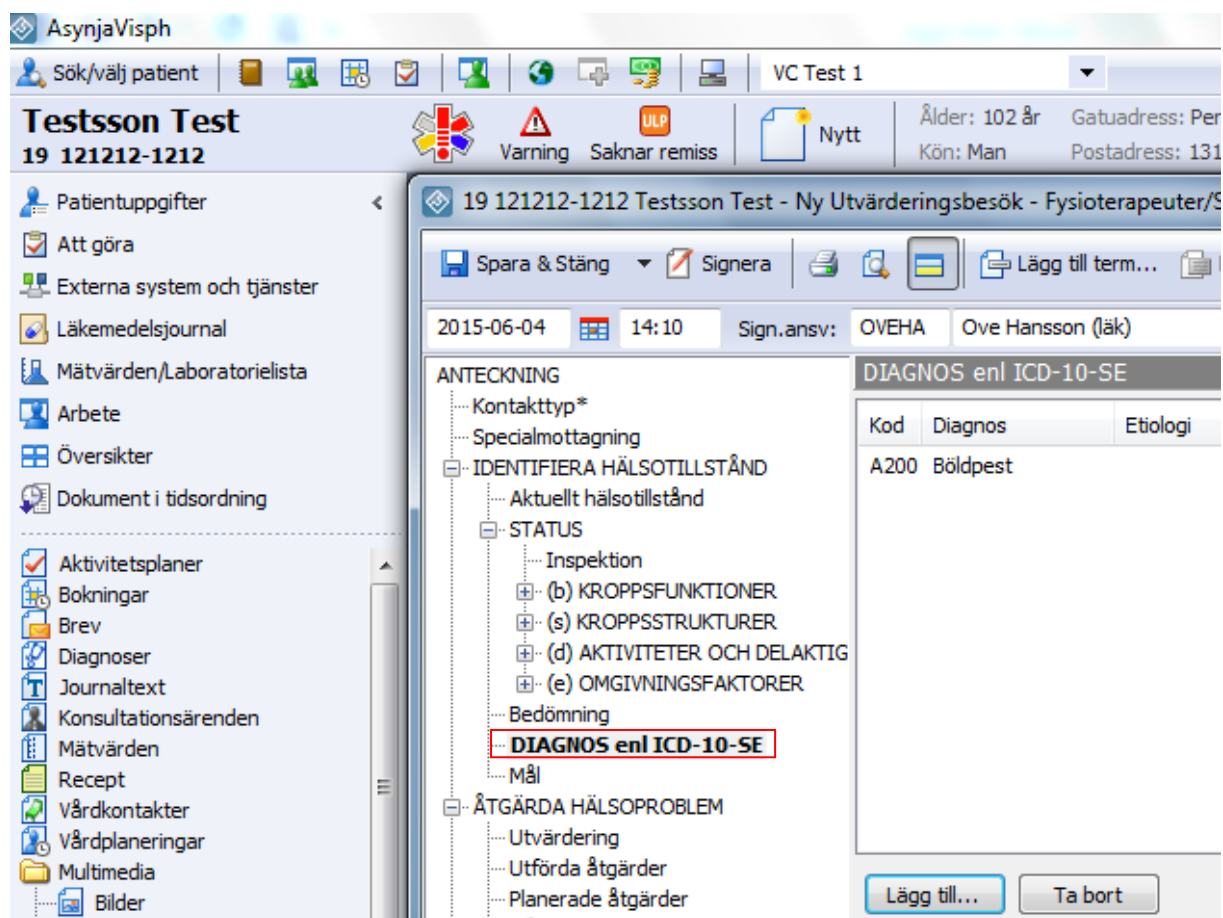 AsynjaVisph
Sök/välj patient
VC Test 1
Testsson Test
19 121212-1212
Varning
ULP
Saknar remiss
Nytt
Ålder: 102 år
Kön: Man
Gatuadress: Per
Postadress: 131
Patientuppgifter
Att göra
Externa system och tjänster
Läkemedelsjournal
Mätvärden/Laboratorielista
Arbete
Översikter
Dokument i tidsordning
Aktivitetsplaner
Bokningar
Brev
Diagnoser
Journaltext
Konsultationsärenden
Mätvärden
Recept
Vårdkontakter
Vårdplaneringar
Multimedia
Bilder
19 121212-1212 Testsson Test - Ny Utvärderingsbesök - Fysioterapeuter/S
Spara & Stäng
Signera
Lägg till term...
2015-06-04
14:10
Sign.ansv:
OVEHA
Ove Hansson (läk)
ANTECKNING
Kontakttyp*
Specialmottagning
IDENTIFIERA HÄLSOTILLSTÅND
Aktuellt hälsotillstånd
STATUS
Inspektion
(b) KROPPSFUNKTIONER
(s) KROPPSSTRUKTURER
(d) AKTIVITETER OCH DELAKTIG
(e) OMGIVNINGSFAKTORER
Bedömning
DIAGNOS enl ICD-10-SE
Mål
ÅTGÄRDA HÄLSOPROBLEM
Utvärdering
Utförda åtgärder
Planerade åtgärder
DIAGNOS enl ICD-10-SE
Kod Diagnos Etiologi
A200 Böldpest
Lägg till...
Ta bort